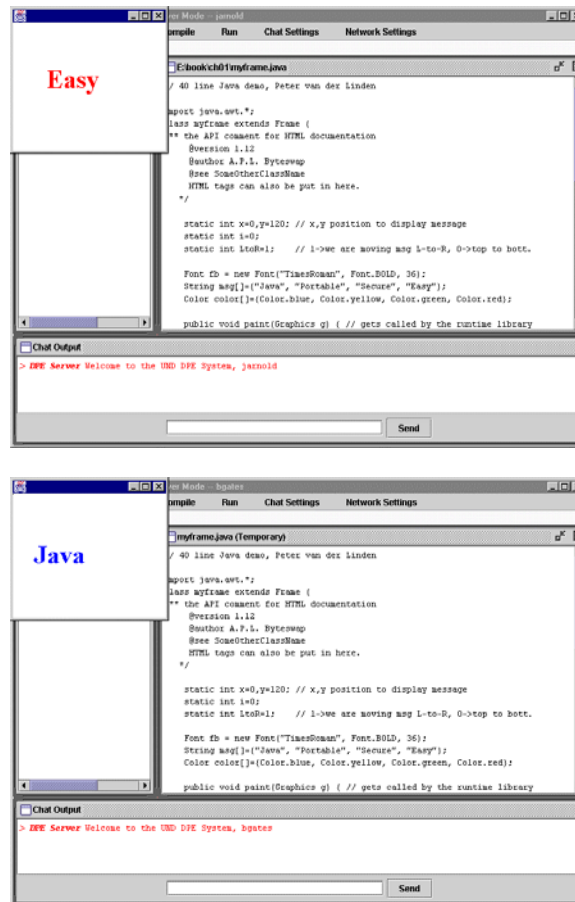 ver Mode -- jarnold
ompile Run Chat Settings Network Settings
Easy
E:\book\ch01\myframe.java
/ 40 line Java demo, Peter van der Linden
mport java.awt.*;
lass myframe extends Frame {
** the API comment for HTML documentation
@version 1.12
@author A.P.L. Byteswap
@see SomeOtherClassName
HTML tags can also be put in here.
*/
static int x=0,y=120; // x,y position to display message
static int i=0;
static int LtoR=1; // 1->we are moving msg L-to-R, 0->top to bott.
Font fb = new Font("TimesRoman", Font.BOLD, 36);
String msg[]={"Java", "Portable", "Secure", "Easy"};
Color color[]={Color.blue, Color.yellow, Color.green, Color.red};
public void paint(Graphics g) { // gets called by the runtime library
Chat Output
> DPE Server Welcome to the UND DPE System, jarnold
Send
ver Mode -- bgates
ompile Run Chat Settings Network Settings
Java
myframe.java (Temporary)
/ 40 line Java demo, Peter van der Linden
mport java.awt.*;
lass myframe extends Frame {
** the API comment for HTML documentation
@version 1.12
@author A.P.L. Byteswap
@see SomeOtherClassName
HTML tags can also be put in here.
*/
static int x=0,y=120; // x,y position to display message
static int i=0;
static int LtoR=1; // 1->we are moving msg L-to-R, 0->top to bott.
Font fb = new Font("TimesRoman", Font.BOLD, 36);
String msg[]={"Java", "Portable", "Secure", "Easy"};
Color color[]={Color.blue, Color.yellow, Color.green, Color.red};
public void paint(Graphics g) { // gets called by the runtime library
Chat Output
> DPE Server Welcome to the UND DPE System, bgates
Send